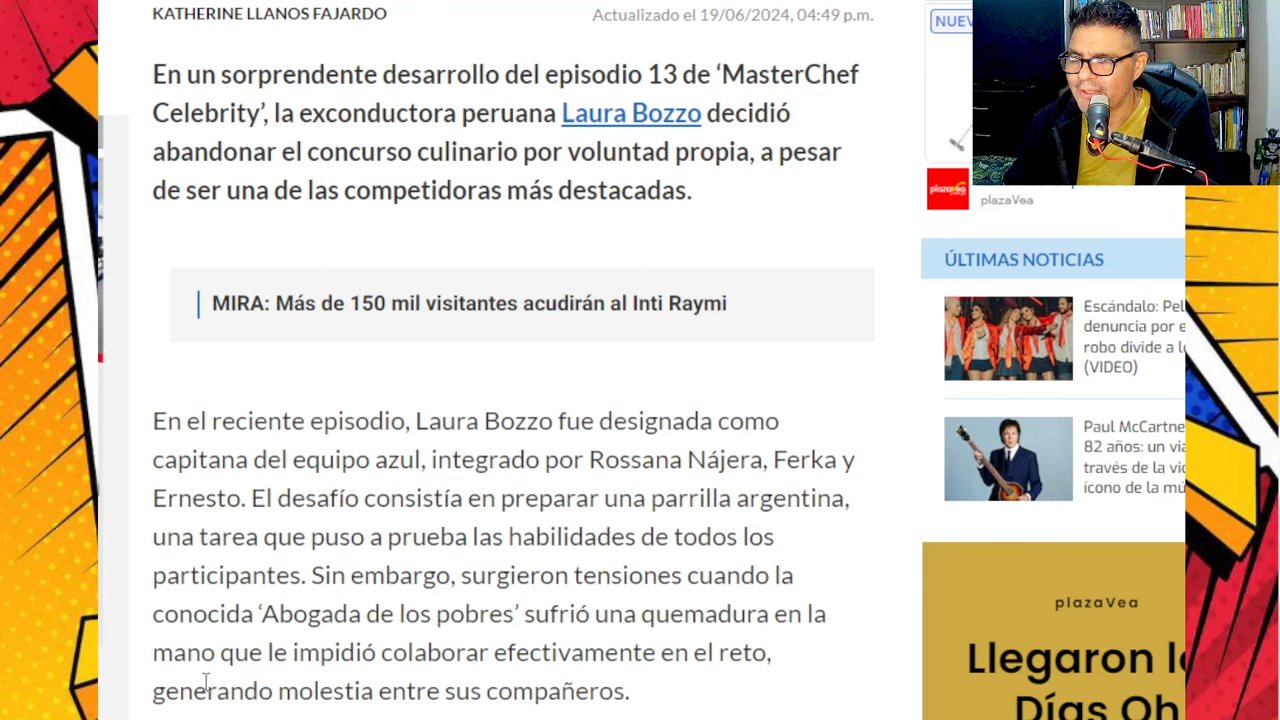 KATHERINE LLANOS FAJARDO
Actualizado el 19/06/2024, 04:49 p.m.
En un sorprendente desarrollo del episodio 13 de ‘MasterChef
Celebrity’, la exconductora peruana Laura Bozzo decidió
abandonar el concurso culinario por voluntad propia, a pesar
de ser una de las competidoras más destacadas.
MIRA: Más de 150 mil visitantes acudirán al Inti Raymi
En el reciente episodio, Laura Bozzo fue designada como
capitana del equipo azul, integrado por Rossana Nájera, Ferka y
Ernesto. El desafío consistía en preparar una parrilla argentina,
una tarea que puso a prueba las habilidades de todos los
participantes. Sin embargo, surgieron tensiones cuando la
conocida ‘Abogada de los pobres’ sufrió una quemadura en la
mano que le impidió colaborar efectivamente en el reto,
generando molestia entre sus compañeros.
plazaVea
plazaVea
ÚLTIMAS NOTICIAS
Escándalo:
denuncia por
robo divide a
(VIDEO)
Paul
82 años: un
través de la
ícono de la
plazaVea
Llegaron
Días Oh